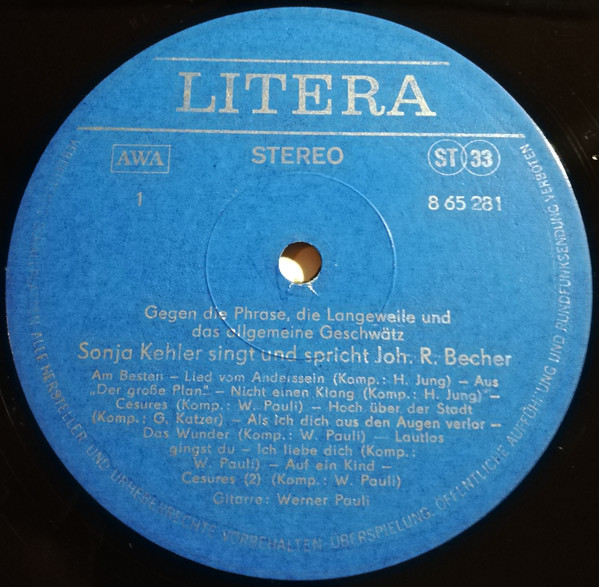 LITERA
AWA STEREO ST 33
1 8 65 281
Gegen die Phrase, die Langeweile und
das allgemeine Geschwätz
Sonja Kehler singt und spricht Joh. R. Becher
Am Besten – Lied vom Anderssein (Komp.: H. Jung) – Aus
„Der große Plan" – Nicht einen Klang (Komp.: H. Jung) –
Cesures (Komp.: W. Pauli) – Hoch über der Stadt
(Komp.: G. Katzer) – Als ich dich aus den Augen verlor –
Das Wunder (Komp.: W. Pauli) – Lautlos
gingst du – Ich liebe dich (Komp.:
W. Pauli) – Auf ein Kind –
Cesures (2) (Komp.: W. Pauli)
Gitarre: Werner Pauli
ALLE HERSTELLER- UND URHEBERRECHTE VORBEHALTEN. ÜBERSPIELUNG, ÖFFENTLICHE AUFFÜHRUNG UND RUNDFUNKSENDUNG VERBOTEN